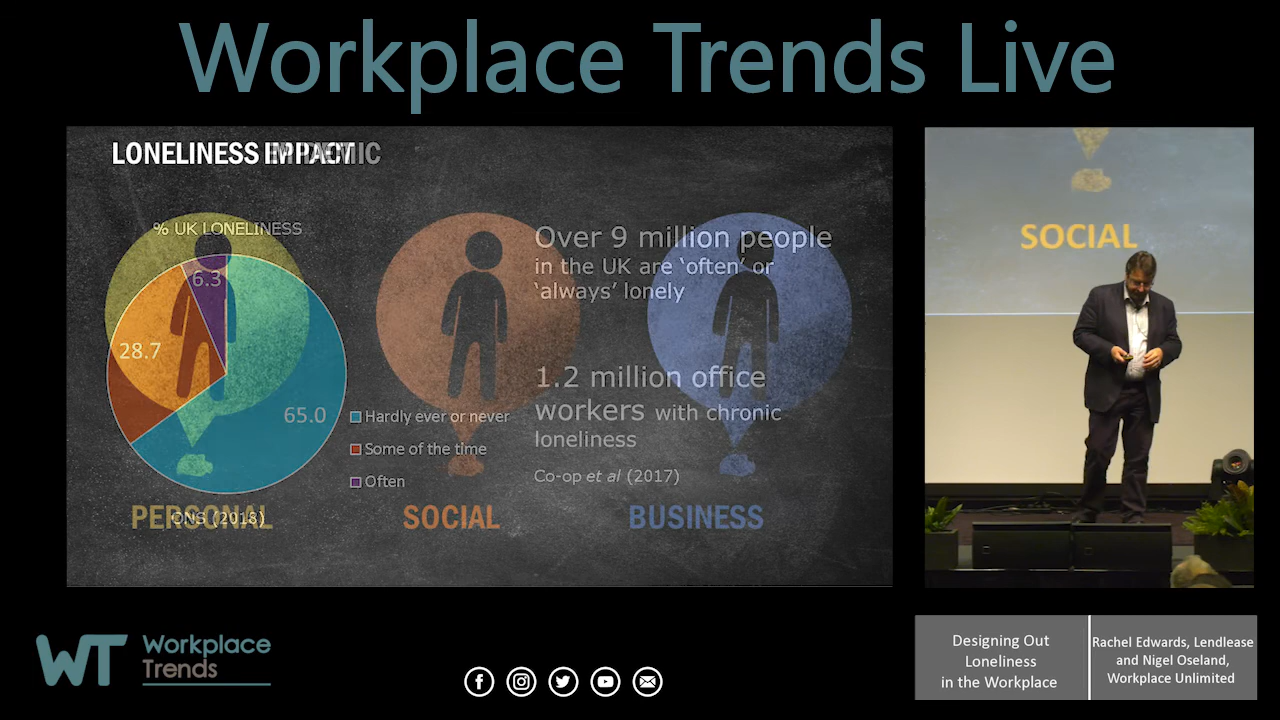 Workplace Trends Live
LONELINESS IMPACT
LONELINESS EPIDEMIC
% UK LONELINESS
6.3
28.7
65.0
Hardly ever or never
Some of the time
Often
ONS (2018)
Over 9 million people
in the UK are ‘often’ or
‘always’ lonely
1.2 million office
workers with chronic
loneliness
Co-op et al (2017)
PERSONAL
SOCIAL
BUSINESS
SOCIAL
WT
Workplace
Trends
Designing Out
Loneliness
in the Workplace
Rachel Edwards, Lendlease
and Nigel Oseland,
Workplace Unlimited